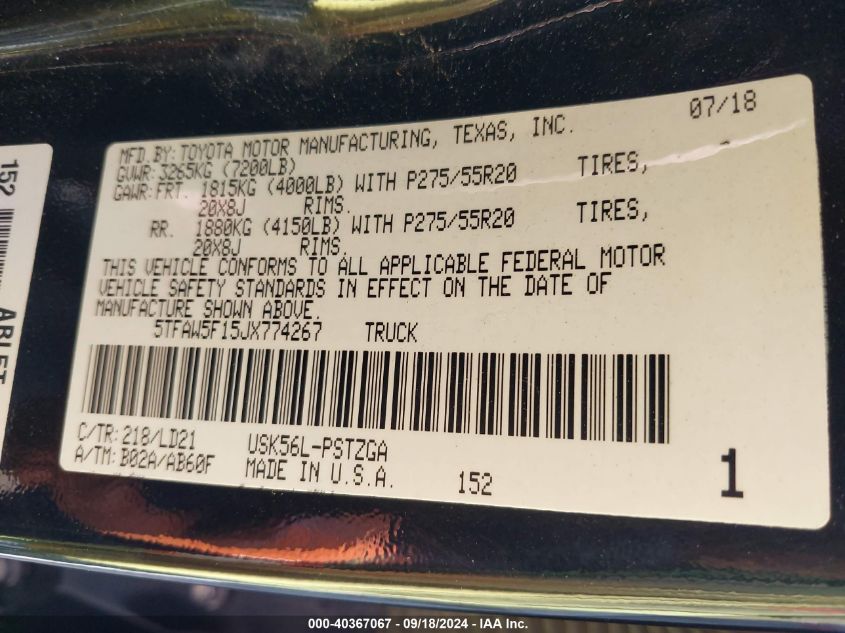 07/18
MFD.BY:TOYOTA MOTOR MANUFACTURING, TEXAS, INC.
GVWR:3265KG (7200LB)
GAWR:FRT. 1815KG (4000LB) WITH P275/55R20 TIRES,
20X8J RIMS.
RR. 1880KG (4150LB) WITH P275/55R20 TIRES,
20X8J RIMS.
THIS VEHICLE CONFORMS TO ALL APPLICABLE FEDERAL MOTOR
VEHICLE SAFETY STANDARDS IN EFFECT ON THE DATE OF
MANUFACTURE SHOWN ABOVE.
5TFAW5F15JX774267 TRUCK
C/TR:218/LD21 USK56L-PSTZGA
A/TM:B02A/AB60F MADE IN U.S.A. 152 1
152
000-40367067 - 09/18/2024 - IAA Inc.